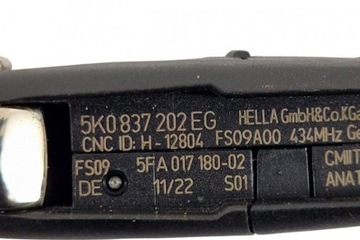 5K0 837 202 EG HELLA GmbH&Co.KGa
CNC ID: H-12804 FS09A00 434MHz G
FS09 5FA 017 180-02 CMIIT
DE 11/22 S01 ANAT